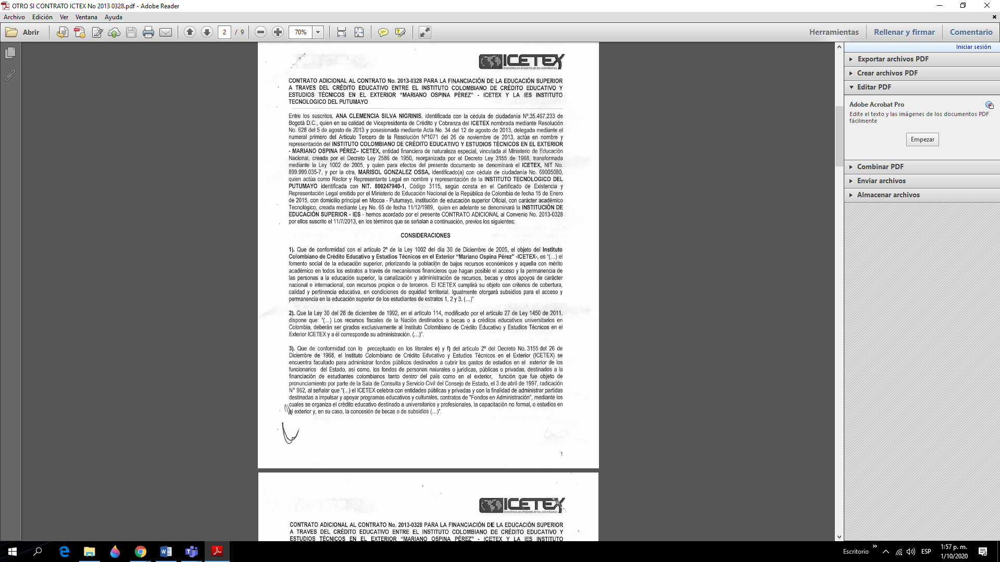 OTRO SI CONTRATO ICTEX No 2013 0328.pdf - Adobe Reader
Archivo Edición Ver Ventana Ayuda
Abrir 2 / 9 70% Herramientas Rellenar y firmar Comentario
Iniciar sesión
Exportar archivos PDF
Crear archivos PDF
Editar PDF
Adobe Acrobat Pro
Edite el texto y las imágenes de los documentos PDF
fácilmente
Empezar
Combinar PDF
Enviar archivos
Almacenar archivos
ICETEX
invertimos en el talento de los colombianos
CONTRATO ADICIONAL AL CONTRATO No. 2013-0328 PARA LA FINANCIACIÓN DE LA EDUCACIÓN SUPERIOR
A TRAVES DEL CRÉDITO EDUCATIVO ENTRE EL INSTITUTO COLOMBIANO DE CRÉDITO EDUCATIVO Y
ESTUDIOS TÉCNICOS EN EL EXTERIOR “MARIANO OSPINA PÉREZ” - ICETEX Y LA IES INSTITUTO
TECNOLOGICO DEL PUTUMAYO
Entre los suscritos, ANA CLEMENCIA SILVA NIGRINIS, identificada con la cédula de ciudadanía Nº.35.467.233 de
Bogotá D.C., quien en su calidad de Vicepresidenta de Crédito y Cobranza del ICETEX nombrada mediante Resolución
No. 628 del 5 de agosto de 2013 y posesionada mediante Acta No. 34 del 12 de agosto de 2013, delegada mediante el
numeral primero del Artículo Tercero de la Resolución Nº1071 del 26 de noviembre de 2013, actúa en nombre y
representación del INSTITUTO COLOMBIANO DE CRÉDITO EDUCATIVO Y ESTUDIOS TÉCNICOS EN EL EXTERIOR
- MARIANO OSPINA PÉREZ– ICETEX, entidad financiera de naturaleza especial, vinculada al Ministerio de Educación
Nacional, creada por el Decreto Ley 2586 de 1950, reorganizada por el Decreto Ley 3155 de 1968, transformada
mediante la Ley 1002 de 2005, y quien para efectos del presente documento se denominará el ICETEX, NIT No.
899.999.035-7, y por la otra, MARISOL GONZALEZ OSSA, identificado(a) con cédula de ciudadanía No. 69005080,
quien actúa como Rector y Representante Legal en nombre y representación de la INSTITUTO TECNOLOGICO DEL
PUTUMAYO identificada con NIT. 800247940-1, Código 3115, según consta en el Certificado de Existencia y
Representación Legal emitido por el Ministerio de Educación Nacional de la República de Colombia de fecha 15 de Enero
de 2015, con domicilio principal en Mocoa - Putumayo, institución de educación superior Oficial, con carácter académico
Tecnológico, creada mediante Ley No. 65 de fecha 11/12/1989, quien en adelante se denominará la INSTITUCIÓN DE
EDUCACIÓN SUPERIOR - IES - hemos acordado por el presente CONTRATO ADICIONAL al Convenio No. 2013-0328
por ellos suscrito el 11/7/2013, en los términos que se señalan a continuación, previos los siguientes:
CONSIDERACIONES
1). Que de conformidad con el articulo 2º de la Ley 1002 del día 30 de Diciembre de 2005, el objeto del Instituto
Colombiano de Crédito Educativo y Estudios Técnicos en el Exterior “Mariano Ospina Pérez” -ICETEX-, es “(…) el
fomento social de la educación superior, priorizando la población de bajos recursos económicos y aquella con mérito
académico en todos los estratos a través de mecanismos financieros que hagan posible el acceso y la permanencia de
las personas a la educación superior, la canalización y administración de recursos, becas y otros apoyos de carácter
nacional e internacional, con recursos propios o de terceros. El ICETEX cumplirá su objeto con criterios de cobertura,
calidad y pertinencia educativa, en condiciones de equidad territorial. Igualmente otorgará subsidios para el acceso y
permanencia en la educación superior de los estudiantes de estratos 1, 2 y 3. (…)”
2). Que la Ley 30 del 28 de diciembre de 1992, en el artículo 114, modificado por el artículo 27 de Ley 1450 de 2011,
dispone que: “(…) Los recursos fiscales de la Nación destinados a becas o a créditos educativos universitarios en
Colombia, deberán ser girados exclusivamente al Instituto Colombiano de Crédito Educativo y Estudios Técnicos en el
Exterior ICETEX y a él corresponde su administración. (…)”.
3). Que de conformidad con lo preceptuado en los literales e) y f) del artículo 2º del Decreto No. 3155 del 26 de
Diciembre de 1968, el Instituto Colombiano de Crédito Educativo y Estudios Técnicos en el Exterior (ICETEX) se
encuentra facultado para administrar fondos públicos destinados a cubrir los gastos de estudios en el exterior de los
funcionarios del Estado, así como, los fondos de personas naturales o jurídicas, públicas o privadas, destinados a la
financiación de estudiantes colombianos tanto dentro del país como en el exterior, función que fue objeto de
pronunciamiento por parte de la Sala de Consulta y Servicio Civil del Consejo de Estado, el 3 de abril de 1997, radicación
N° 962, al señalar que “(…) el ICETEX celebra con entidades públicas y privadas y con la finalidad de administrar partidas
destinadas a impulsar y apoyar programas educativos y culturales, contratos de "Fondos en Administración", mediante los
cuales se organiza el crédito educativo destinado a universitarios y profesionales, la capacitación no formal, o estudios en
el exterior y, en su caso, la concesión de becas o de subsidios (…)”.
1
ICETEX
invertimos en el talento de los colombianos
CONTRATO ADICIONAL AL CONTRATO No. 2013-0328 PARA LA FINANCIACIÓN DE LA EDUCACIÓN SUPERIOR
A TRAVES DEL CRÉDITO EDUCATIVO ENTRE EL INSTITUTO COLOMBIANO DE CRÉDITO EDUCATIVO Y
ESTUDIOS TÉCNICOS EN EL EXTERIOR “MARIANO OSPINA PÉREZ” - ICETEX Y LA IES INSTITUTO
Escritorio ESP 1:57 p. m.
1/10/2020